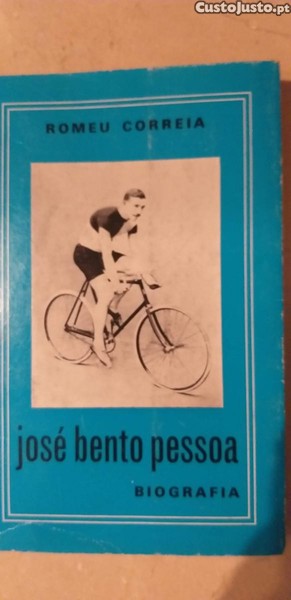 CustoJusto.pt
ROMEU CORREIA
josé bento pessoa
BIOGRAFIA